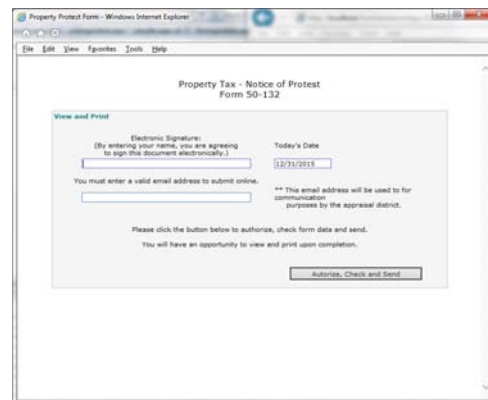 Property Protest Form - Windows Internet Explorer
File Edit View Favorites Tools Help
Property Tax - Notice of Protest
Form 50-132
View and Print
Electronic Signature:
(By entering your name, you are agreeing
to sign this document electronically.)
Today's Date
12/31/2015
You must enter a valid email address to submit online.
** This email address will be used to for
communication
purposes by the appraisal district.
Please click the button below to authorize, check form data and send.
You will have an opportunity to view and print upon completion.
Autorize, Check and Send